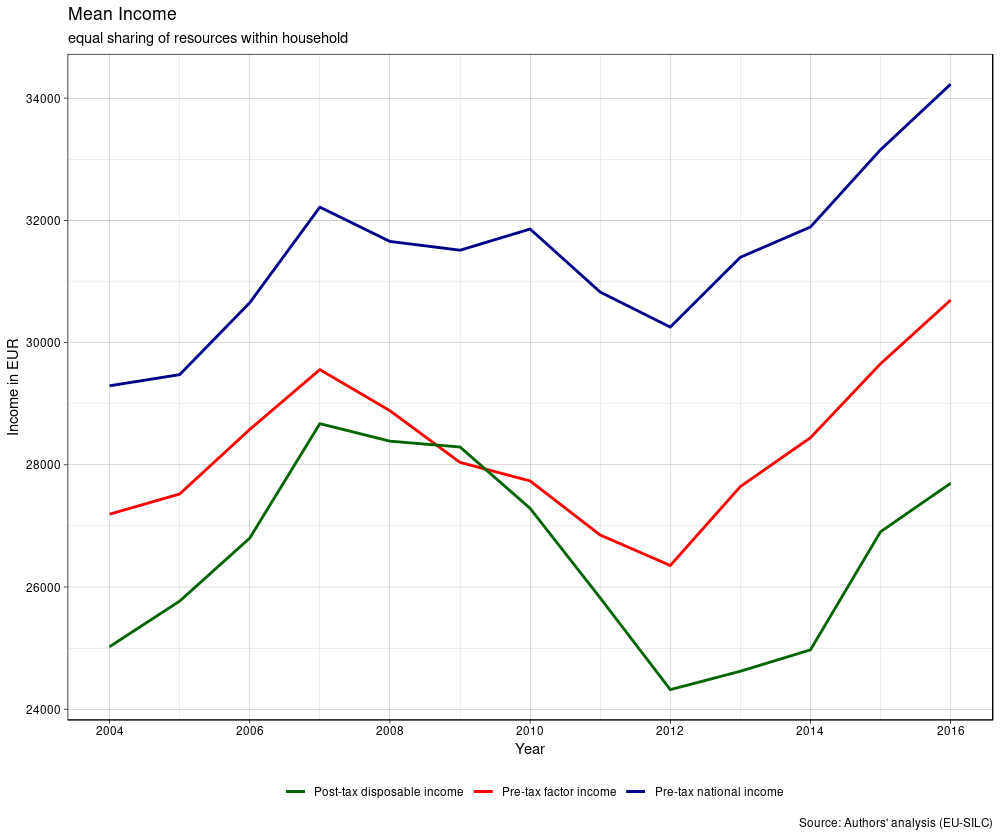 Mean Income
equal sharing of resources within household
34000
32000
30000
28000
26000
24000
Income in EUR
2004 2006 2008 2010 2012 2014 2016
Year
Post-tax disposable income Pre-tax factor income Pre-tax national income
Source: Authors' analysis (EU-SILC)